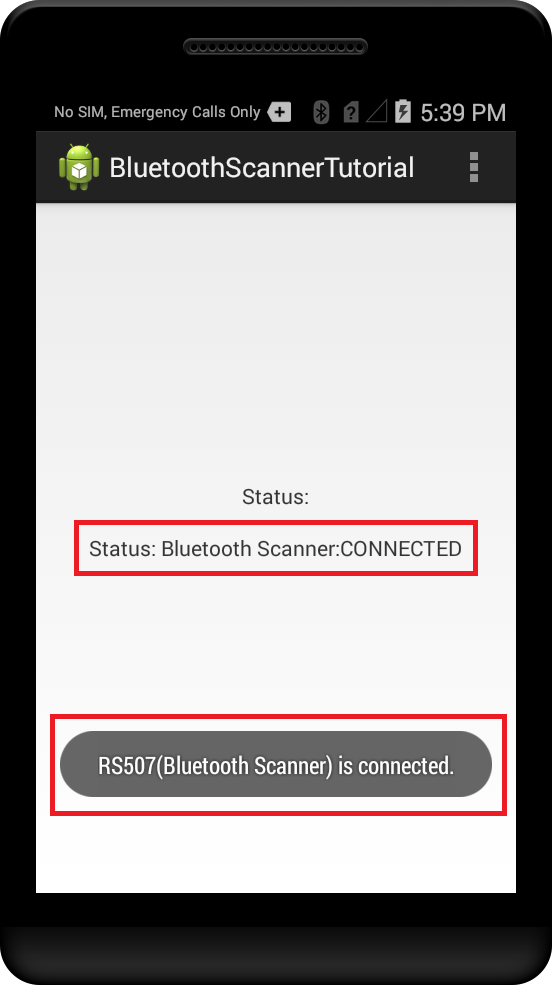 No SIM, Emergency Calls Only 5:39 PM
BluetoothScannerTutorial
Status:
Status: Bluetooth Scanner:CONNECTED
RS507(Bluetooth Scanner) is connected.